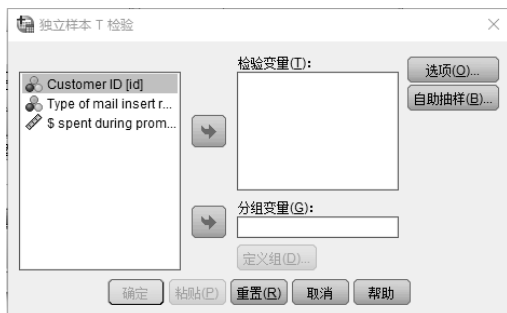 独立样本 T 检验
检验变量(T):
Customer ID [id]
Type of mail insert r...
$ spent during prom...
选项(O)...
自助抽样(B)...
分组变量(G):
定义组(D)...
确定 粘贴(P) 重置(R) 取消 帮助